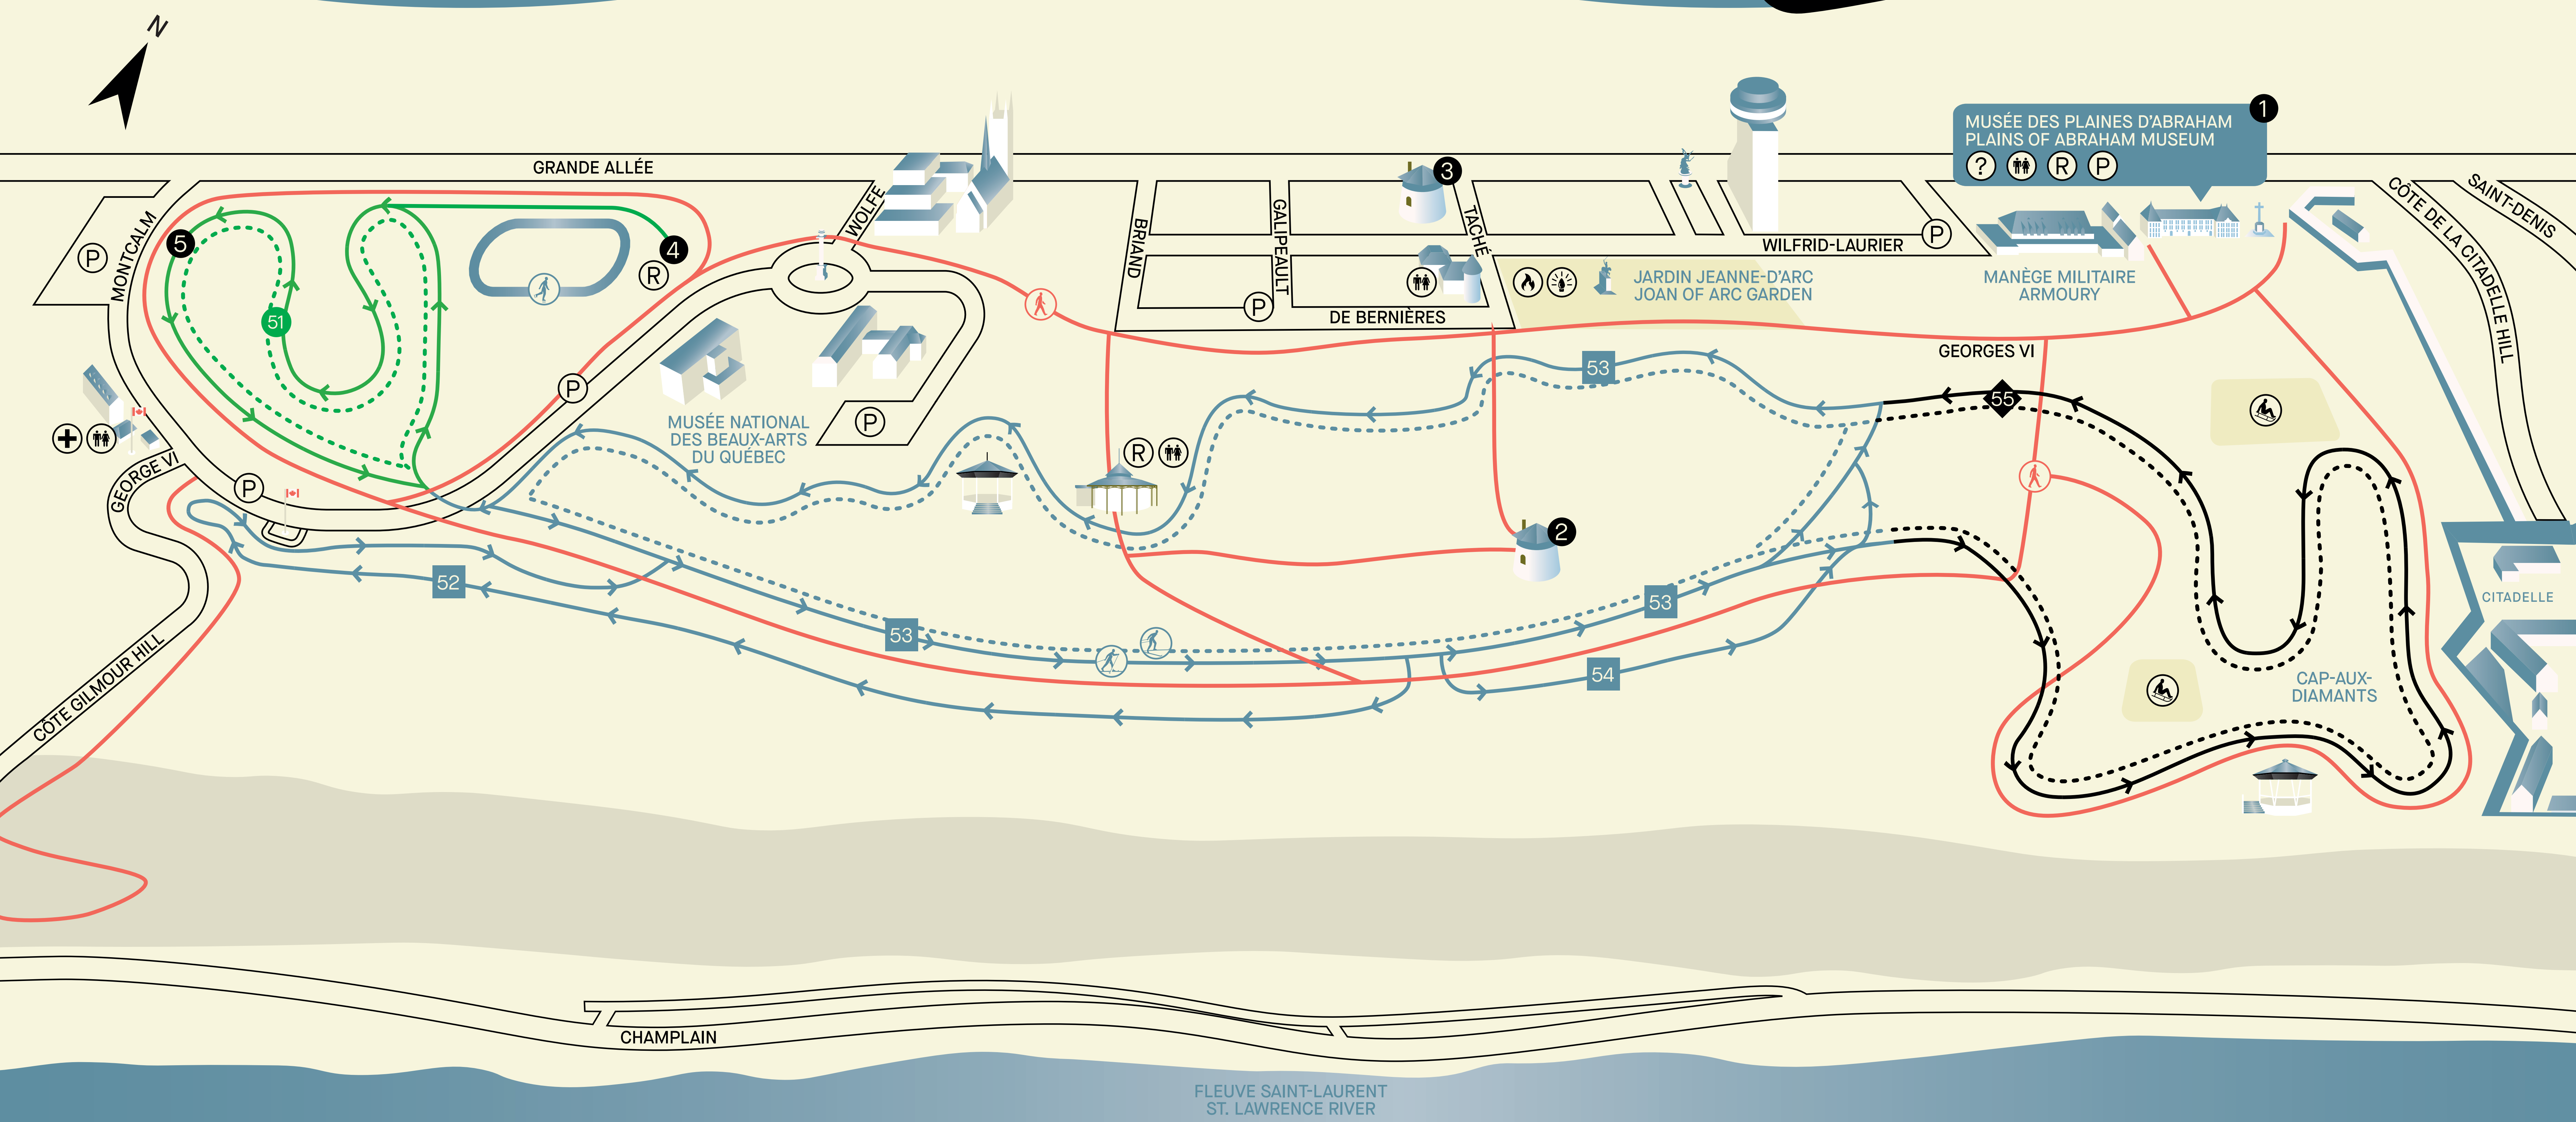 N
1
MUSÉE DES PLAINES D'ABRAHAM
PLAINS OF ABRAHAM MUSEUM
? R P
GRANDE ALLÉE
3
CÔTE DE LA CITADELLE HILL
SAINT-DENIS
MONTCALM
WOLFE
BRIAND
GALIPEAULT
TACHÉ
5
4
R
P
WILFRID-LAURIER
P
JARDIN JEANNE-D'ARC
JOAN OF ARC GARDEN
MANÈGE MILITAIRE
ARMOURY
P
DE BERNIÈRES
51
GEORGES VI
53
P
55
MUSÉE NATIONAL
DES BEAUX-ARTS
DU QUÉBEC
P
R
GEORGE VI
P
2
52
53
53
54
CITADELLE
CAP-AUX-
DIAMANTS
CÔTE GILMOUR HILL
CHAMPLAIN
FLEUVE SAINT-LAURENT
ST. LAWRENCE RIVER